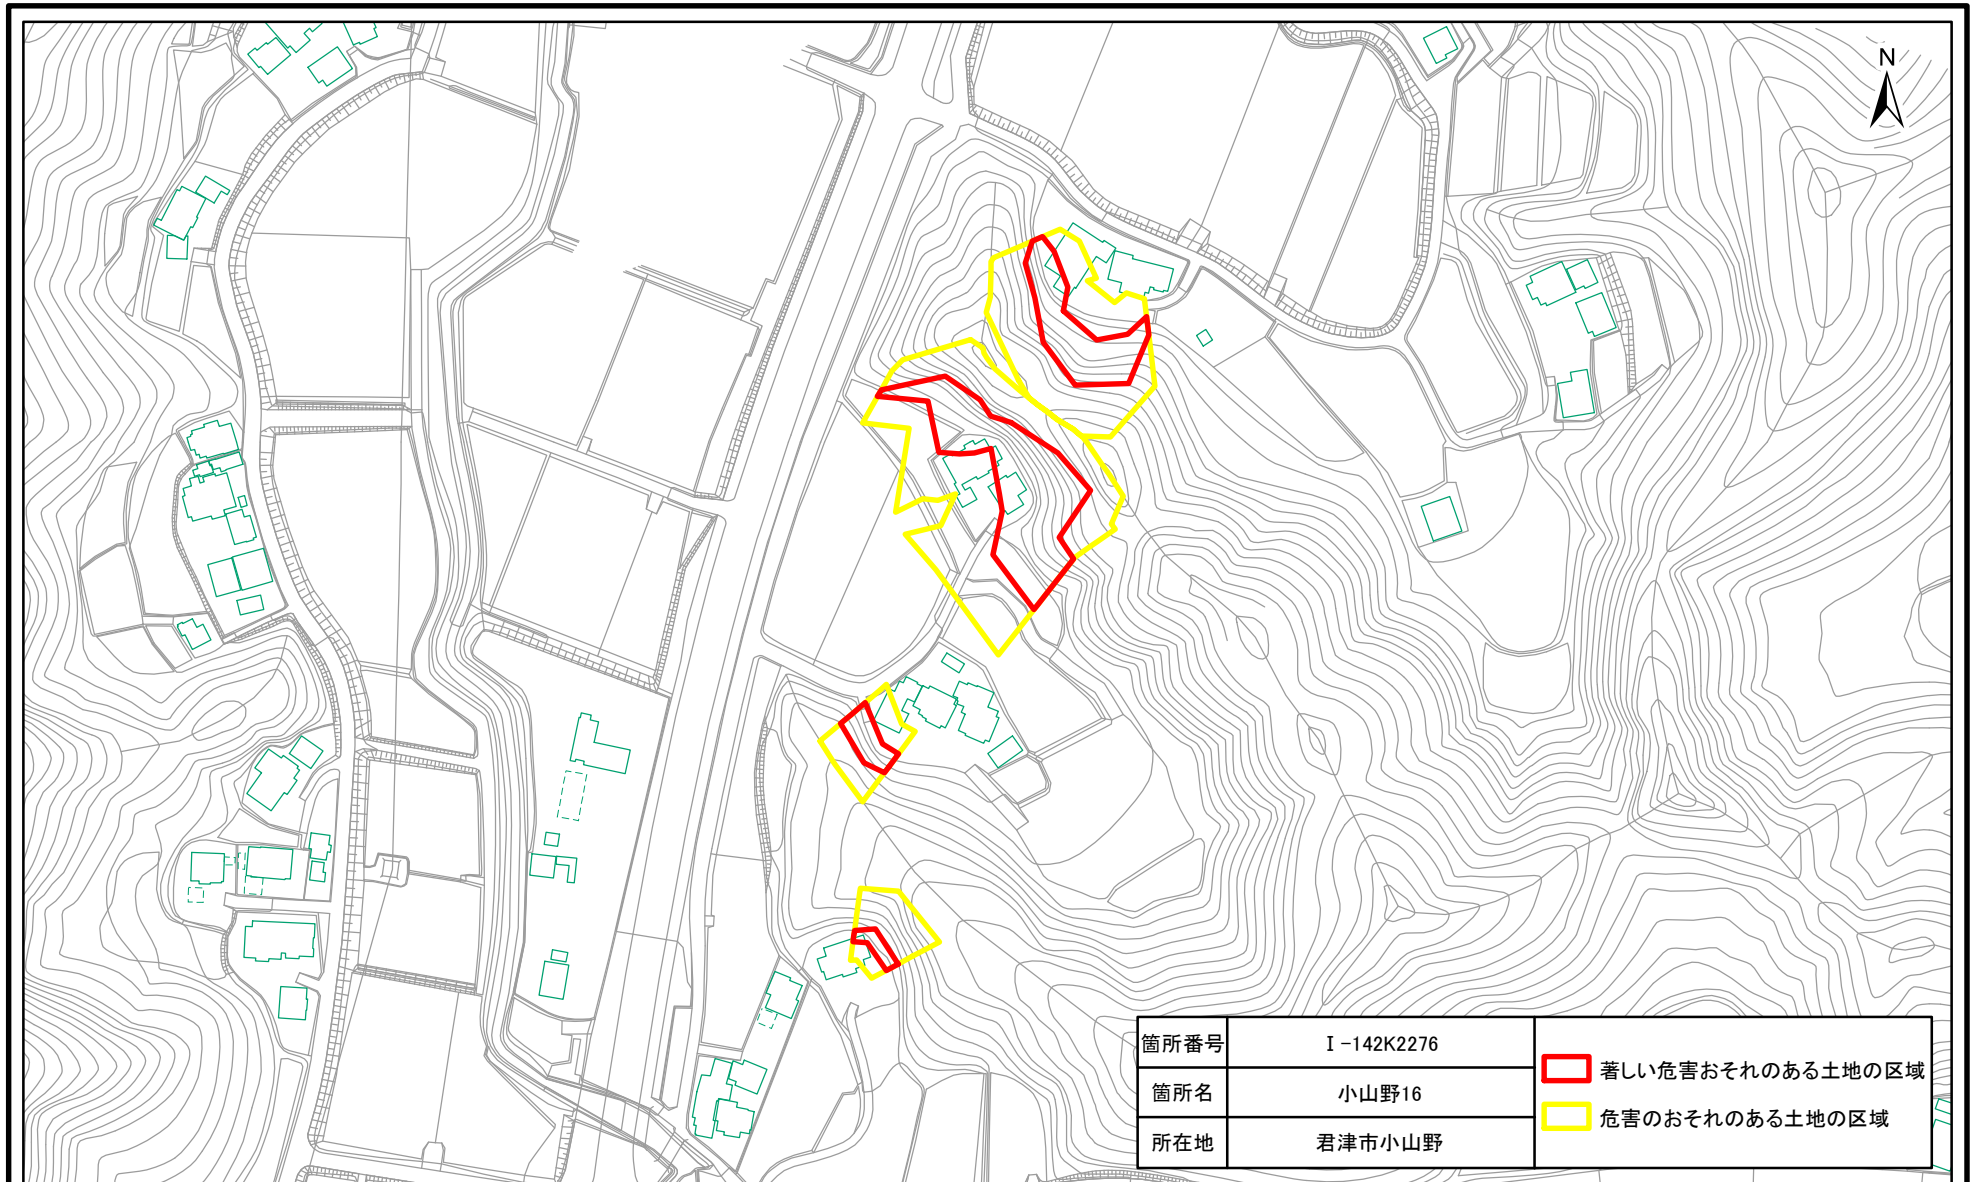 N
箇所番号 Ⅰ-142K2276
箇所名 小山野16
所在地 君津市小山野
著しい危害おそれのある土地の区域
危害のおそれのある土地の区域